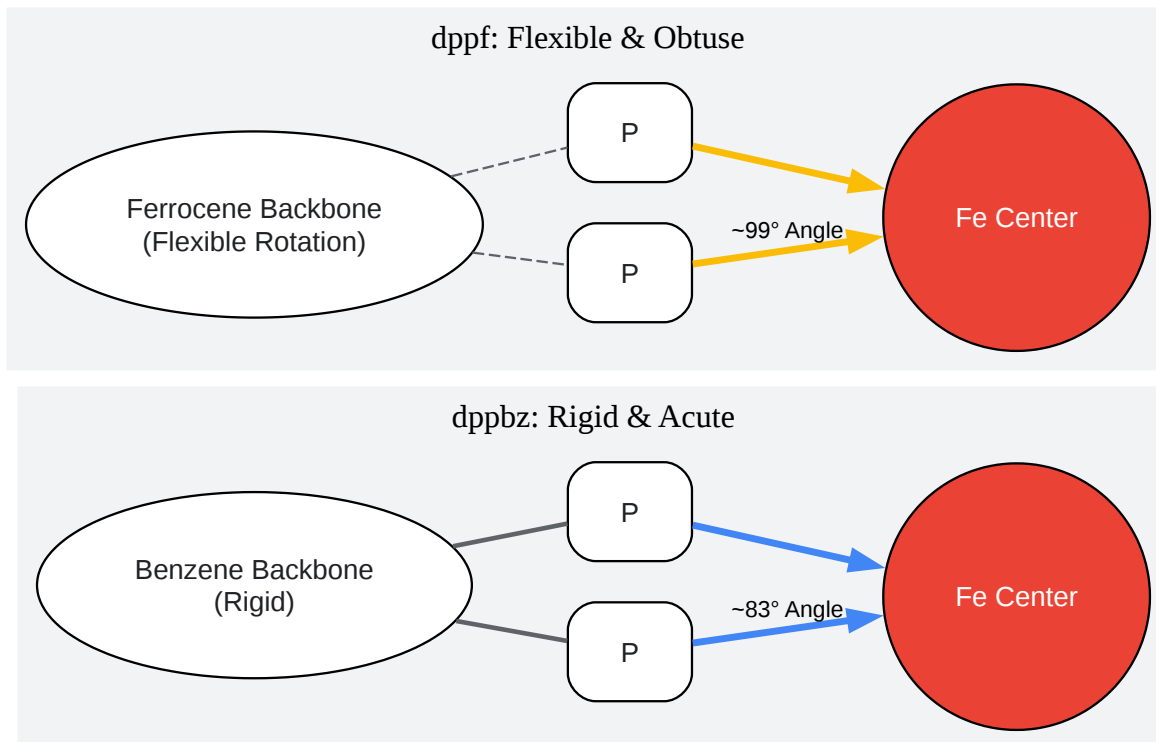 dppf: Flexible & Obtuse
P
Ferrocene Backbone
(Flexible Rotation)
Fe Center
~99° Angle
P
dppbz: Rigid & Acute
P
Benzene Backbone
(Rigid)
Fe Center
~83° Angle
P